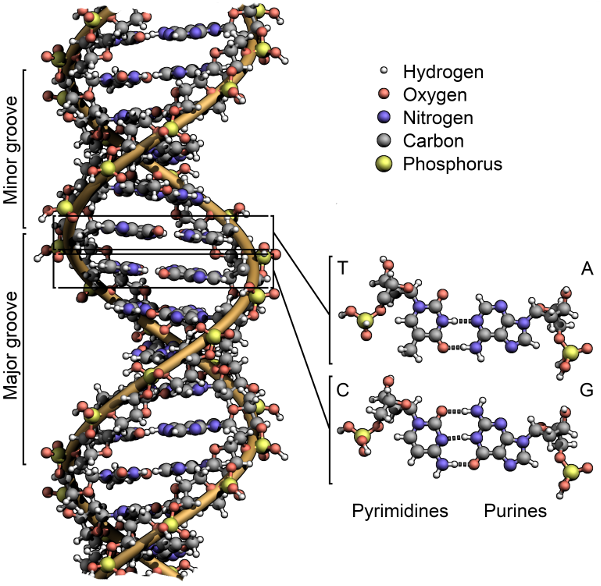 Hydrogen
Oxygen
Nitrogen
Carbon
Phosphorus
Minor groove
Major groove
T
A
C
G
Pyrimidines
Purines